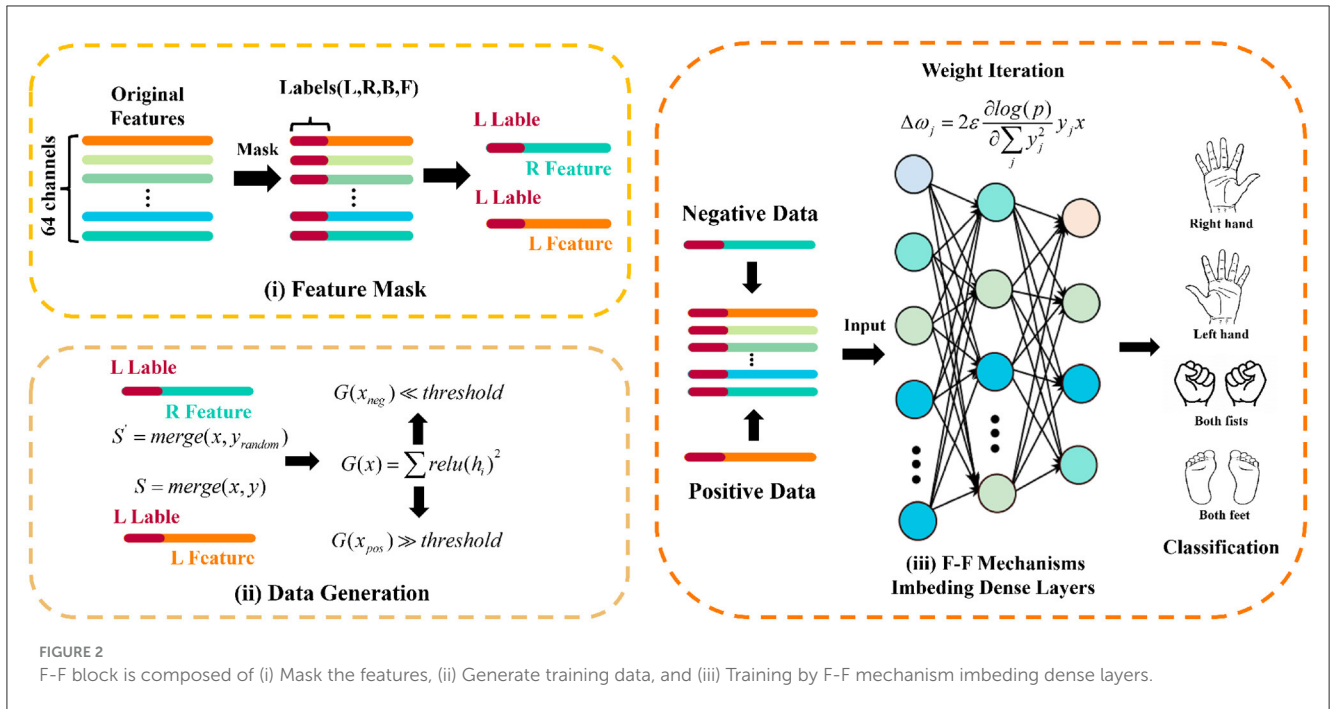 Original
Features
Labels(L,R,B,F)
64 channels
Mask
L Lable
R Feature
L Lable
L Feature
(i) Feature Mask
L Lable
R Feature
S' = merge(x, y_random)
S = merge(x, y)
L Lable
L Feature
G(x_neg) ≪ threshold
G(x) = ∑ relu(h_i)^2
G(x_pos) ≫ threshold
(ii) Data Generation
Weight Iteration
Δω_j = 2ε ∂log(p) / ∂∑_j y_j^2 y_j x
Negative Data
Positive Data
Input
(iii) F-F Mechanisms
Imbeding Dense Layers
Right hand
Left hand
Both fists
Both feet
Classification
FIGURE 2
F-F block is composed of (i) Mask the features, (ii) Generate training data, and (iii) Training by F-F mechanism imbeding dense layers.